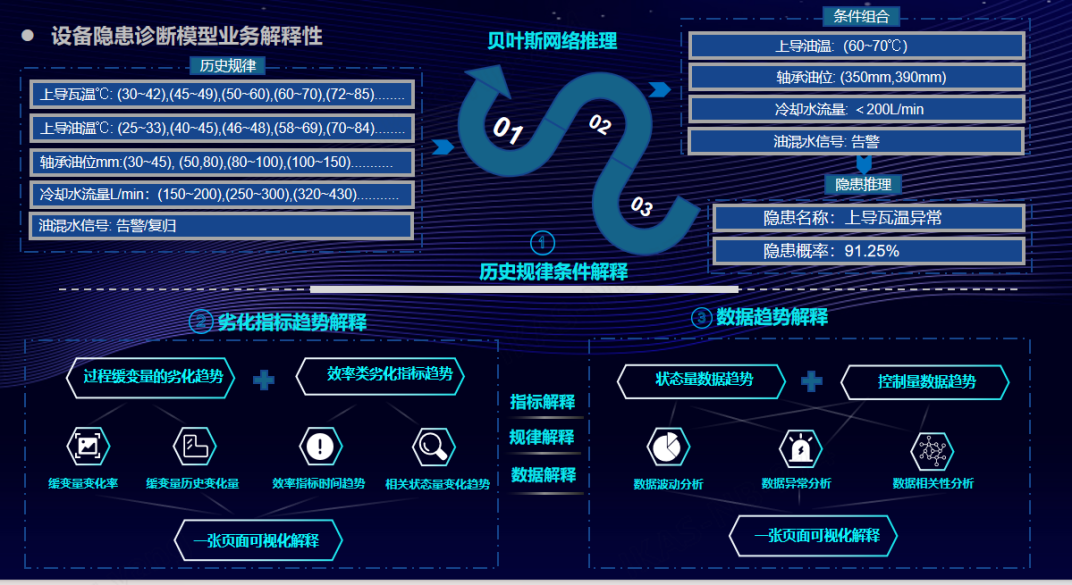 设备隐患诊断模型业务解释性
历史规律
上导瓦温℃: (30~42),(45~49),(50~60),(60~70),(72~85)........
上导油温℃: (25~33),(40~45),(46~48),(58~69),(70~84)........
轴承油位mm:(30~45), (50,80),(80~100),(100~150)...........
冷却水流量L/min：(150~200),(250~300),(320~430)...........
油混水信号: 告警/复归
贝叶斯网络推理
01
02
03
①
历史规律条件解释
条件组合
上导油温:  (60~70℃)
轴承油位: (350mm,390mm)
冷却水流量: ＜200L/min
油混水信号: 告警
隐患推理
隐患名称：上导瓦温异常
隐患概率：91.25%
② 劣化指标趋势解释
过程缓变量的劣化趋势
效率类劣化指标趋势
缓变量变化率
缓变量历史变化量
效率指标时间趋势
相关状态量变化趋势
一张页面可视化解释
指标解释
规律解释
数据解释
③ 数据趋势解释
状态量数据趋势
控制量数据趋势
数据波动分析
数据异常分析
数据相关性分析
一张页面可视化解释